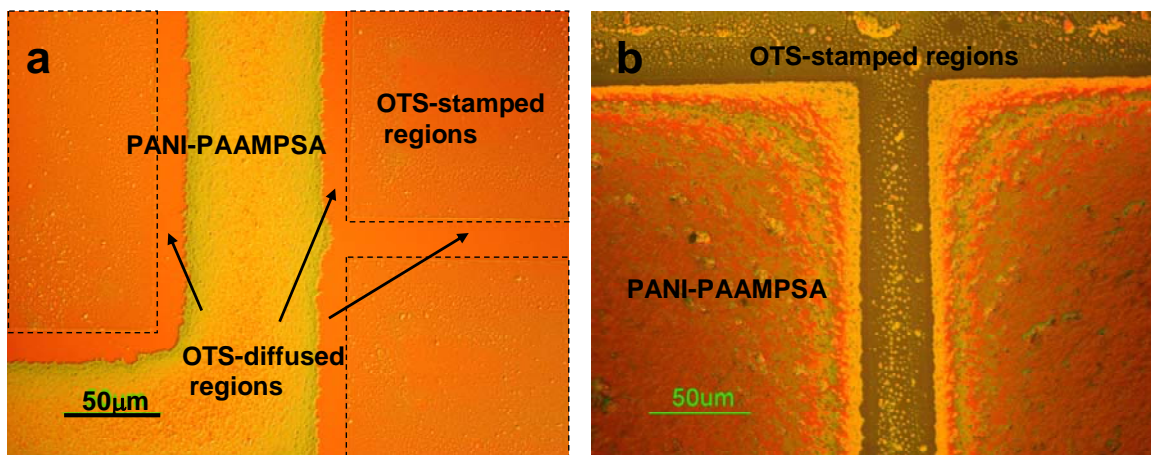 a
OTS-stamped
regions
PANI-PAAMPSA
OTS-diffused
regions
50μm
b
OTS-stamped regions
PANI-PAAMPSA
50um